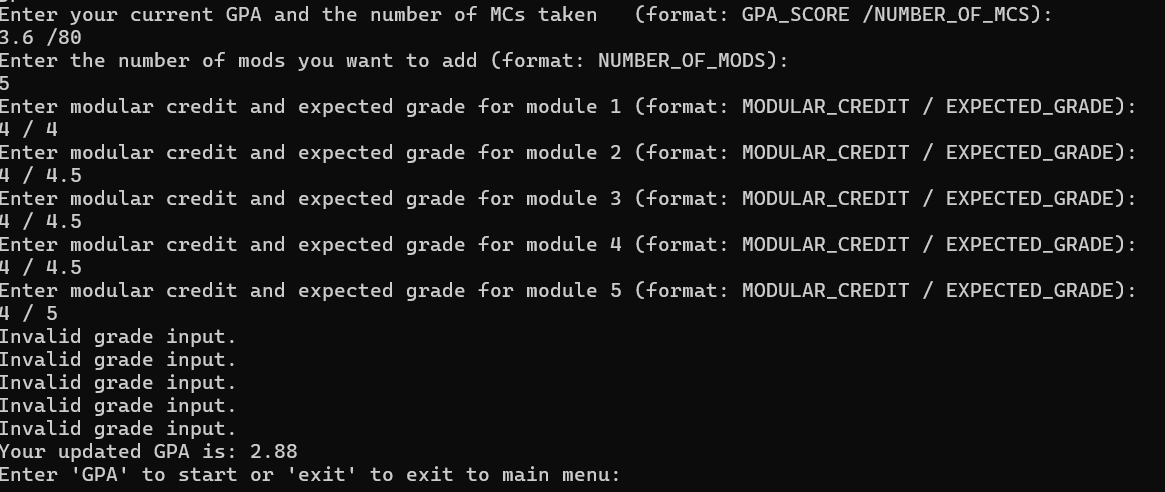 Enter your current GPA and the number of MCs taken   (format: GPA_SCORE /NUMBER_OF_MCS):
3.6 /80
Enter the number of mods you want to add (format: NUMBER_OF_MODS):
5
Enter modular credit and expected grade for module 1 (format: MODULAR_CREDIT / EXPECTED_GRADE):
4 / 4
Enter modular credit and expected grade for module 2 (format: MODULAR_CREDIT / EXPECTED_GRADE):
4 / 4.5
Enter modular credit and expected grade for module 3 (format: MODULAR_CREDIT / EXPECTED_GRADE):
4 / 4.5
Enter modular credit and expected grade for module 4 (format: MODULAR_CREDIT / EXPECTED_GRADE):
4 / 4.5
Enter modular credit and expected grade for module 5 (format: MODULAR_CREDIT / EXPECTED_GRADE):
4 / 5
Invalid grade input.
Invalid grade input.
Invalid grade input.
Invalid grade input.
Invalid grade input.
Your updated GPA is: 2.88
Enter 'GPA' to start or 'exit' to exit to main menu: